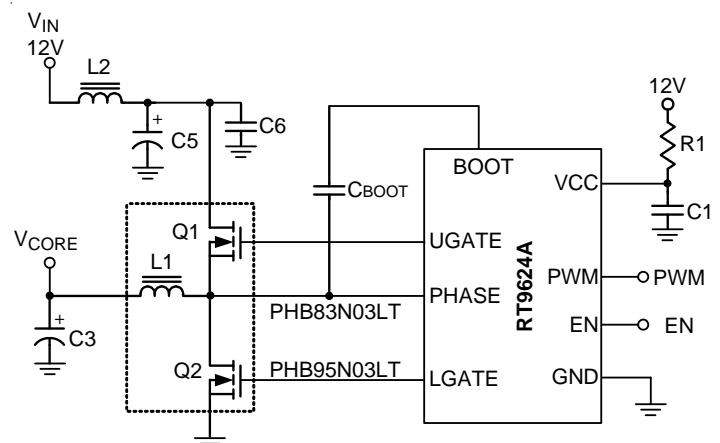 VIN
12V
L2
C5
C6
CBOOT
12V
R1
BOOT
VCC
C1
VCORE
L1
Q1
UGATE
PWM
PWM
PHASE
PHB83N03LT
RT9624A
EN
EN
C3
Q2
PHB95N03LT
LGATE
GND